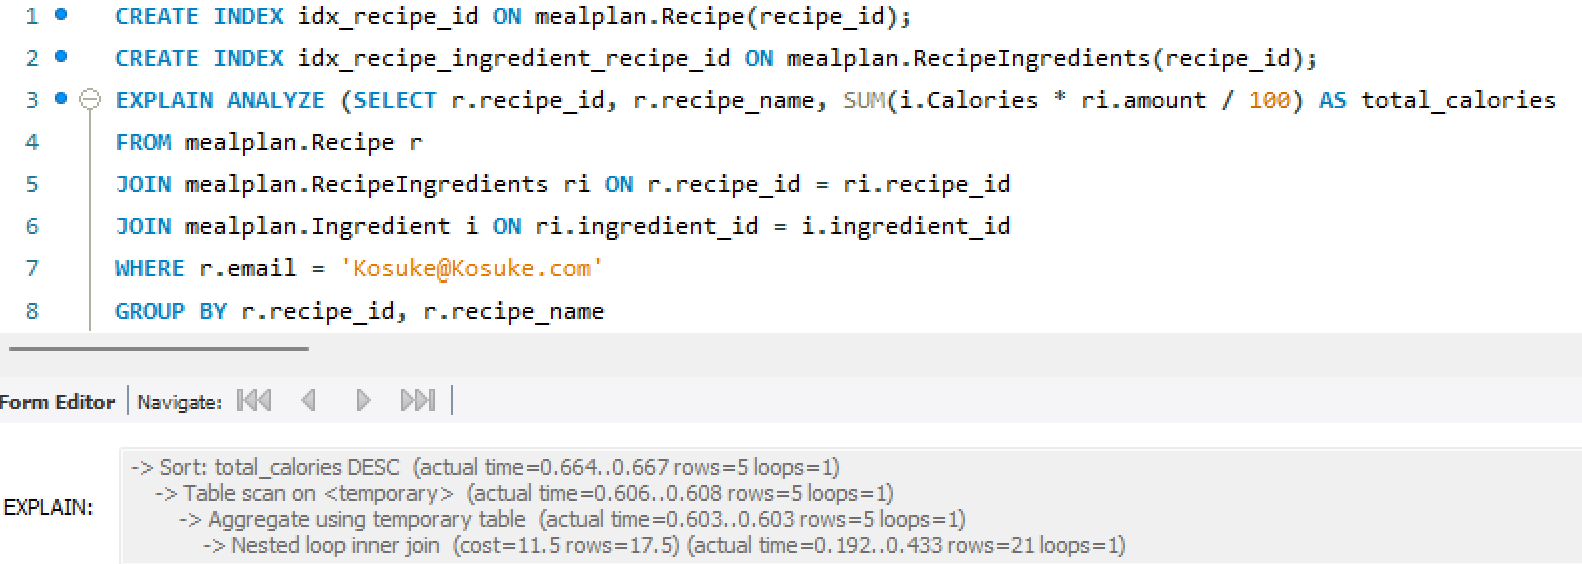 1 CREATE INDEX idx_recipe_id ON mealplan.Recipe(recipe_id);
2 CREATE INDEX idx_recipe_ingredient_recipe_id ON mealplan.RecipeIngredients(recipe_id);
3 EXPLAIN ANALYZE (SELECT r.recipe_id, r.recipe_name, SUM(i.Calories * ri.amount / 100) AS total_calories
4 FROM mealplan.Recipe r
5 JOIN mealplan.RecipeIngredients ri ON r.recipe_id = ri.recipe_id
6 JOIN mealplan.Ingredient i ON ri.ingredient_id = i.ingredient_id
7 WHERE r.email = 'Kosuke@Kosuke.com'
8 GROUP BY r.recipe_id, r.recipe_name
Form Editor Navigate:
EXPLAIN:
-> Sort: total_calories DESC (actual time=0.664..0.667 rows=5 loops=1)
-> Table scan on <temporary> (actual time=0.606..0.608 rows=5 loops=1)
-> Aggregate using temporary table (actual time=0.603..0.603 rows=5 loops=1)
-> Nested loop inner join (cost=11.5 rows=17.5) (actual time=0.192..0.433 rows=21 loops=1)